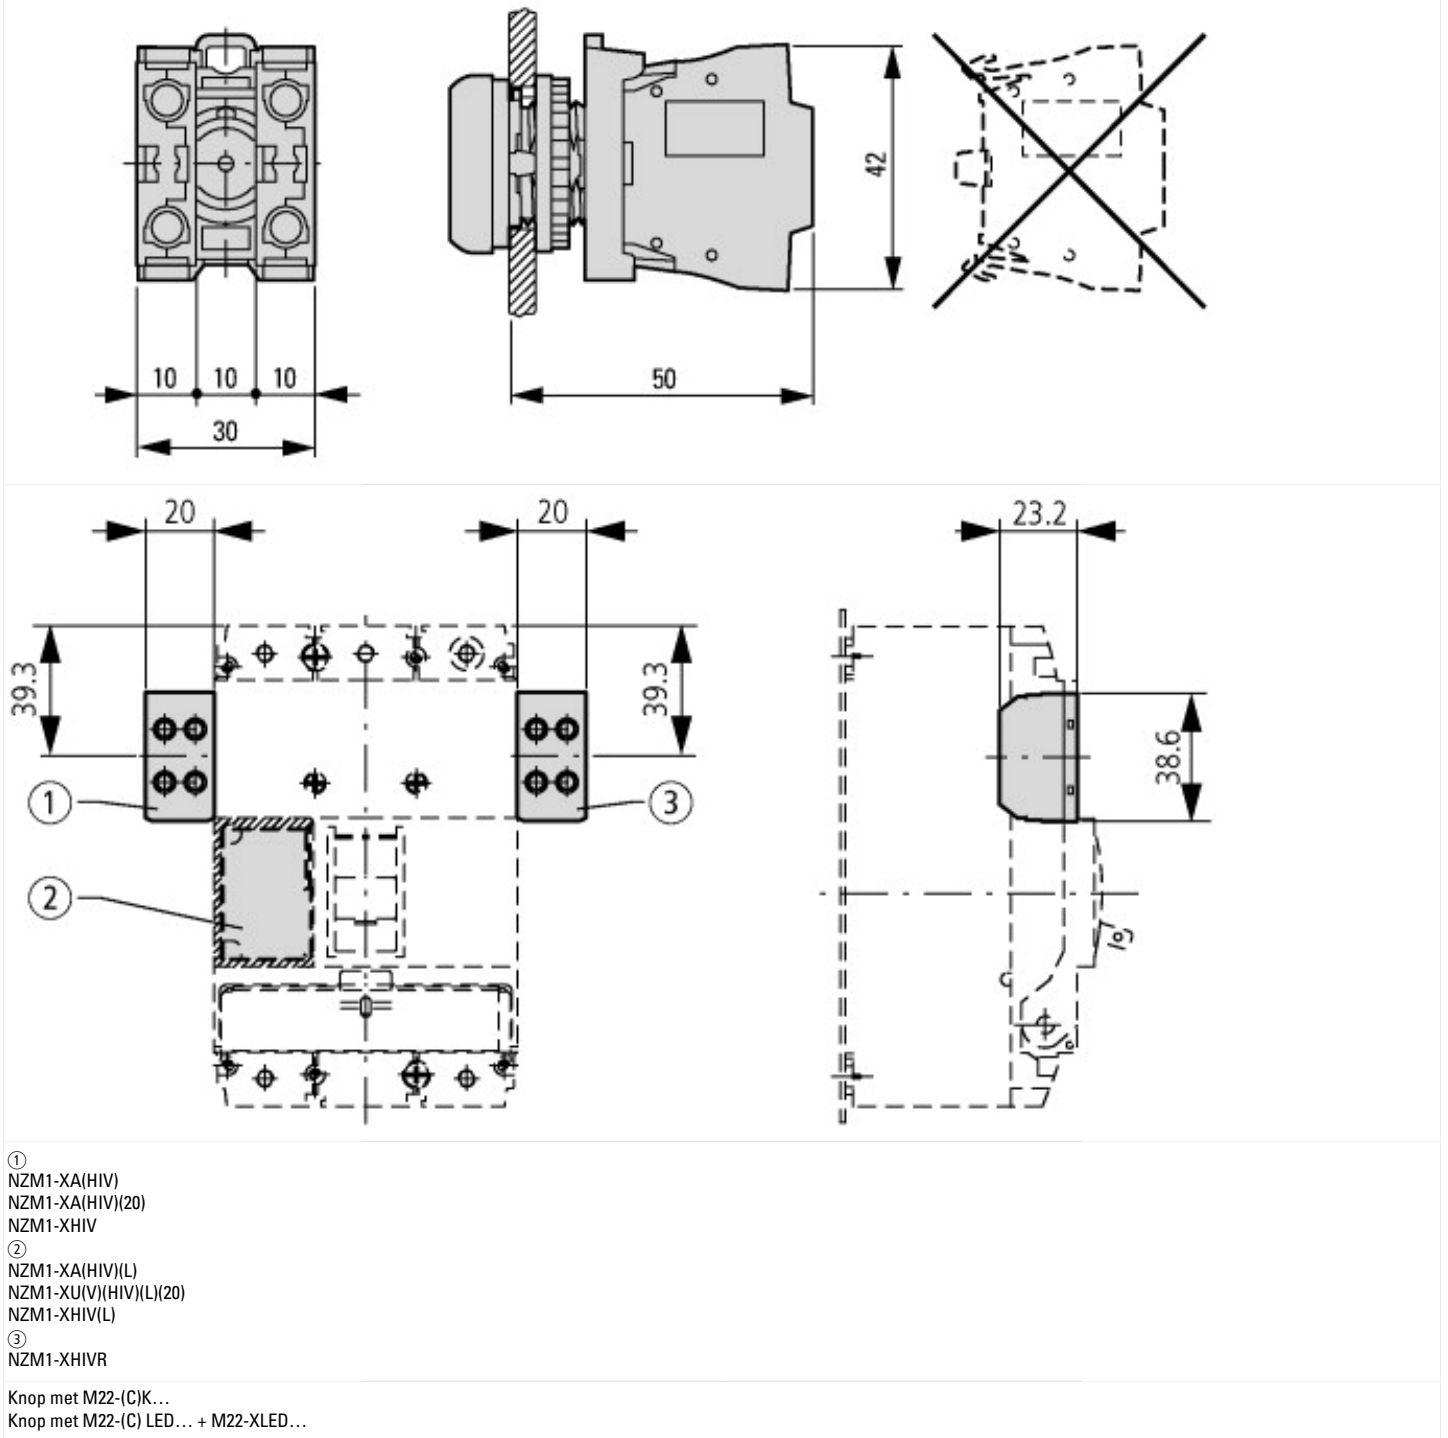 42
10 10 10
50
30
20 20 23.2
39.3 39.3
38.6
① ③
②
①
NZM1-XA(HIV)
NZM1-XA(HIV)(20)
NZM1-XHIV
②
NZM1-XA(HIV)(L)
NZM1-XU(V)(HIV)(L)(20)
NZM1-XHIV(L)
③
NZM1-XHIVR
Knop met M22-(C)K…
Knop met M22-(C) LED… + M22-XLED…